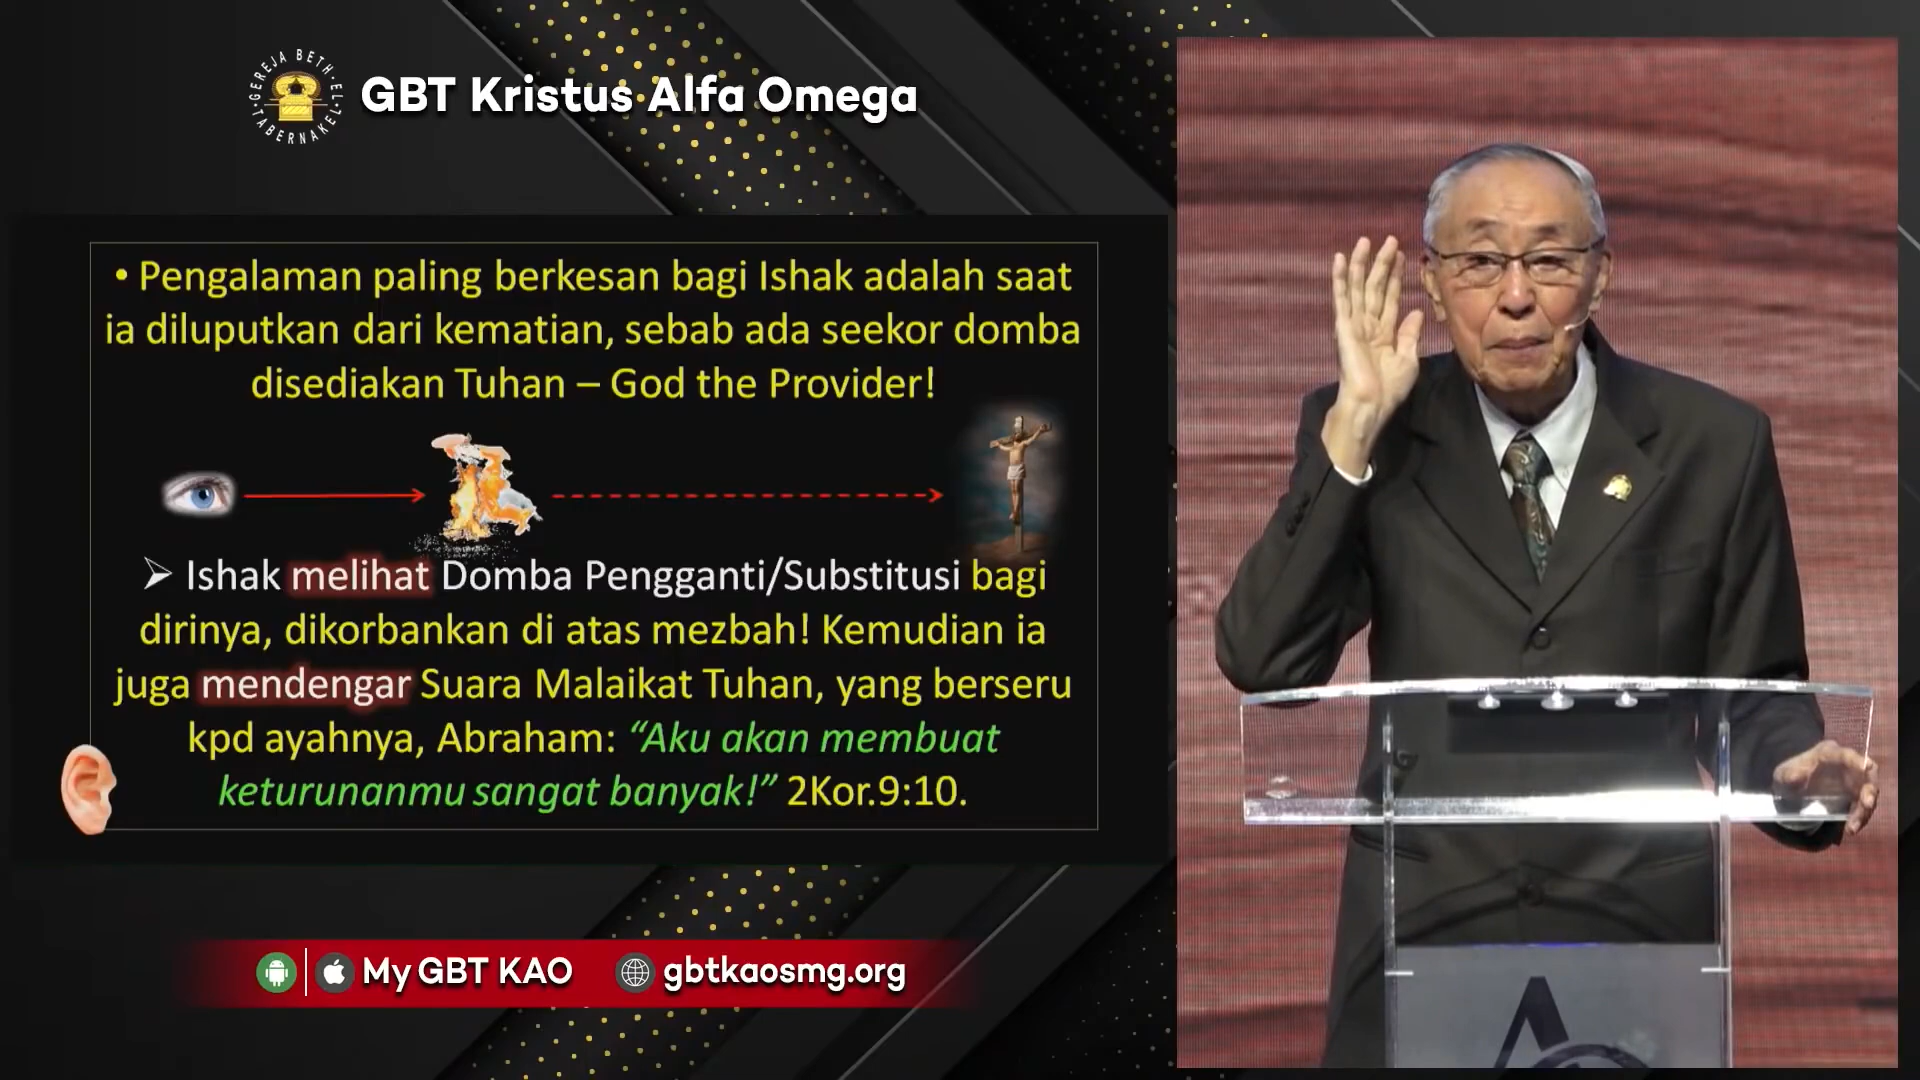 GEREJA BETH-EL TABERNAKEL
GBT Kristus Alfa Omega
• Pengalaman paling berkesan bagi Ishak adalah saat
ia diluputkan dari kematian, sebab ada seekor domba
disediakan Tuhan – God the Provider!
➢ Ishak melihat Domba Pengganti/Substitusi bagi
dirinya, dikorbankan di atas mezbah! Kemudian ia
juga mendengar Suara Malaikat Tuhan, yang berseru
kpd ayahnya, Abraham: “Aku akan membuat
keturunanmu sangat banyak!” 2Kor.9:10.
My GBT KAO
gbtkaosmg.org